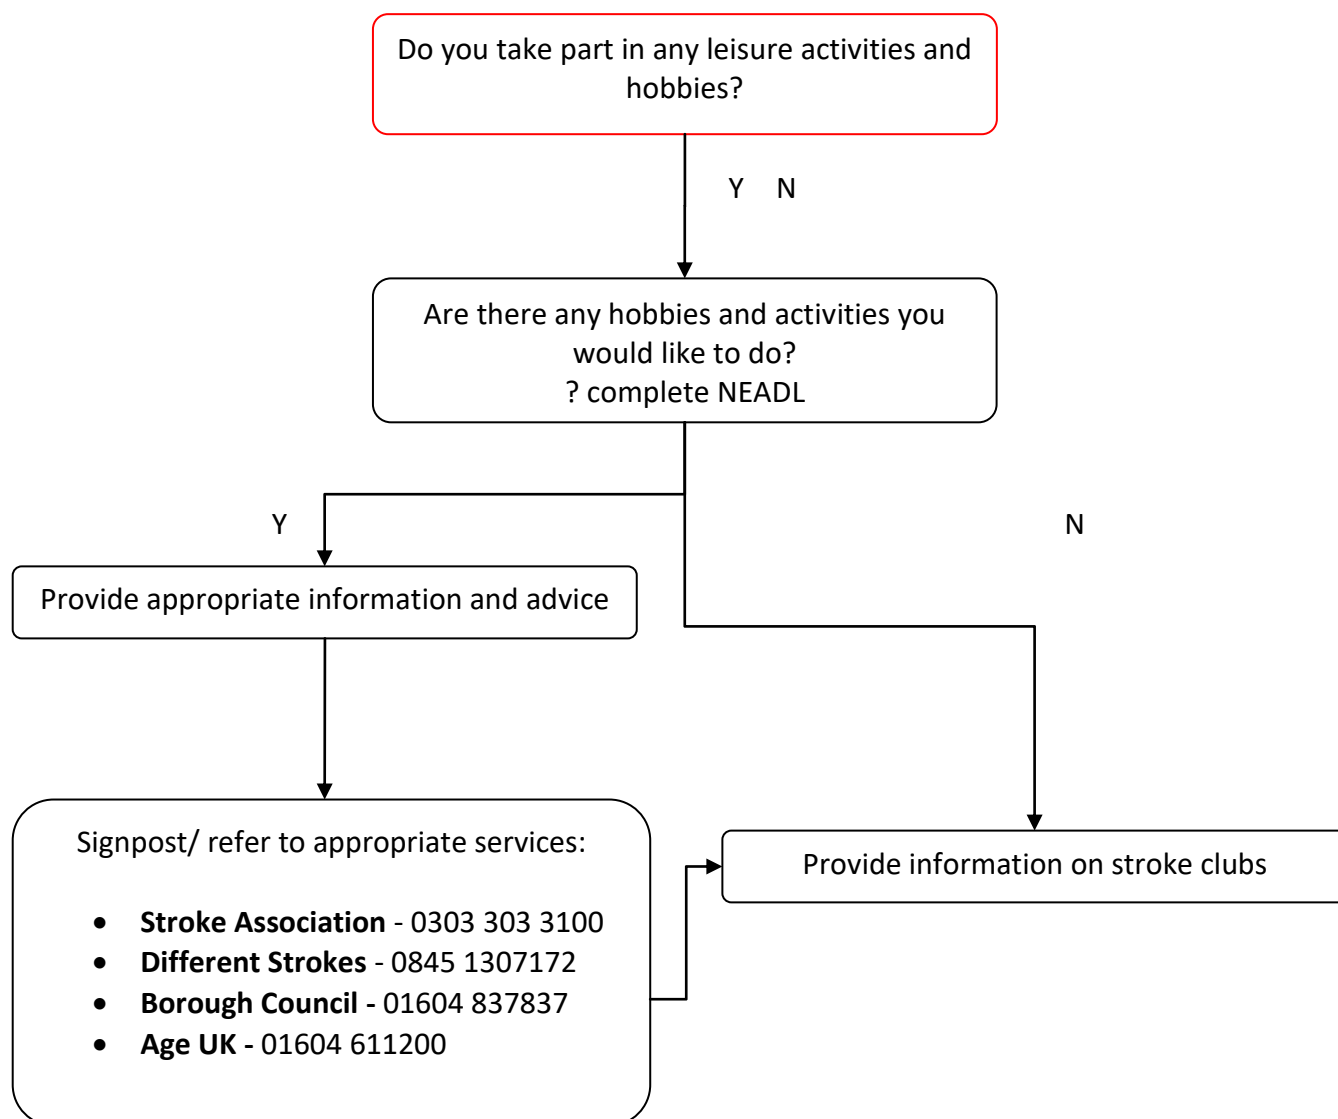 Do you take part in any leisure activities and
hobbies?
Y N
Are there any hobbies and activities you
would like to do?
? complete NEADL
Y
N
Provide appropriate information and advice
Signpost/ refer to appropriate services:
• Stroke Association - 0303 303 3100
• Different Strokes - 0845 1307172
• Borough Council - 01604 837837
• Age UK - 01604 611200
Provide information on stroke clubs